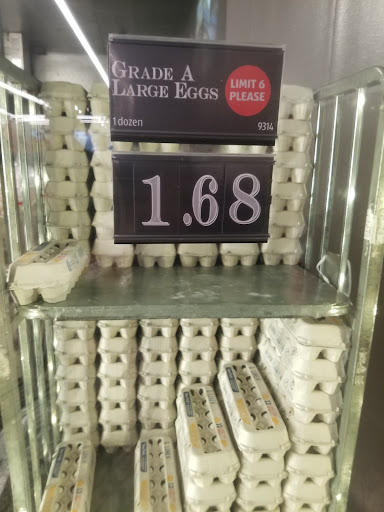 GRADE A
LARGE EGGS
LIMIT 6
PLEASE
1 dozen
9314
1.68